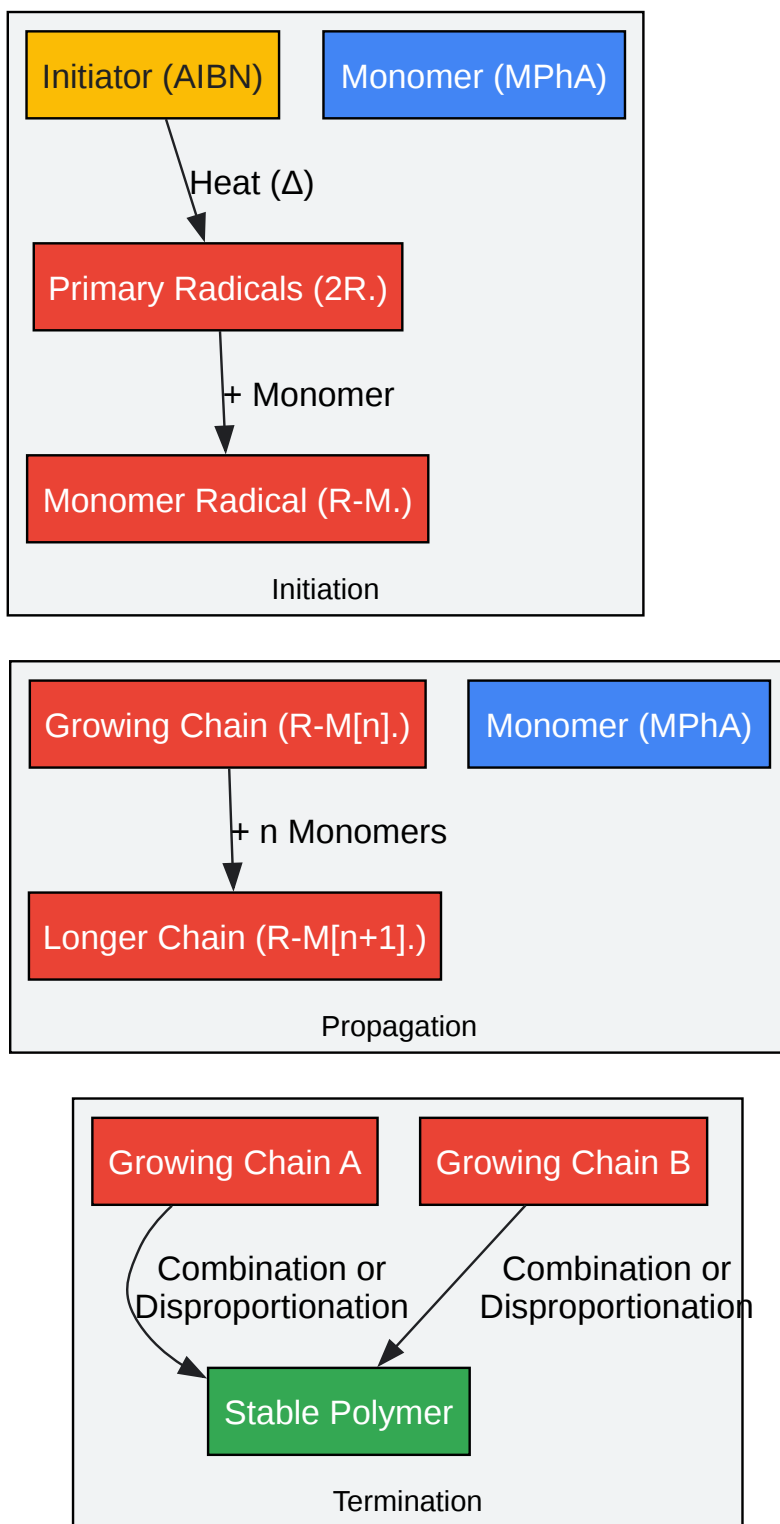 Initiator (AIBN)
Monomer (MPhA)
Heat (Δ)
Primary Radicals (2R.)
+ Monomer
Monomer Radical (R-M.)
Initiation
Growing Chain (R-M[n].)
Monomer (MPhA)
+ n Monomers
Longer Chain (R-M[n+1].)
Propagation
Growing Chain A
Growing Chain B
Combination or
Disproportionation
Combination or
Disproportionation
Stable Polymer
Termination